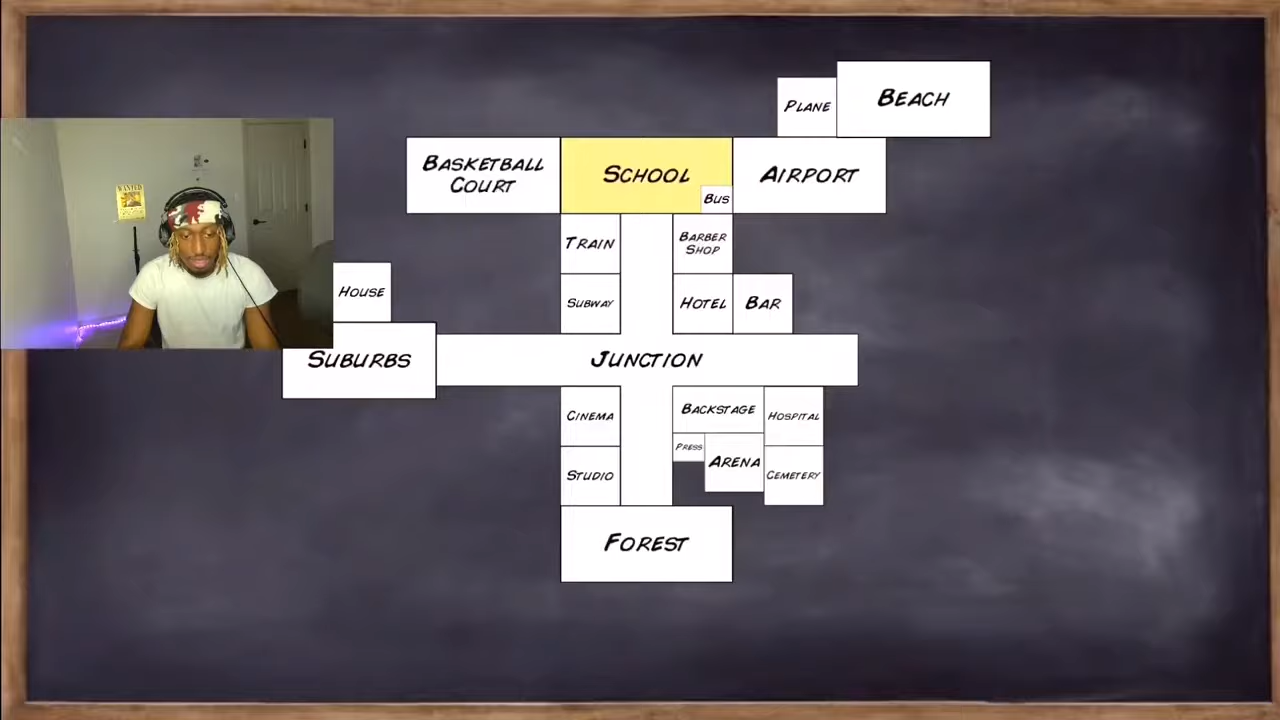 PLANE
BEACH
BASKETBALL
COURT
SCHOOL
AIRPORT
BUS
WANTED
TRAIN
BARBER
SHOP
HOUSE
SUBWAY
HOTEL
BAR
SUBURBS
JUNCTION
CINEMA
BACKSTAGE
HOSPITAL
PRESS
ARENA
STUDIO
CEMETERY
FOREST